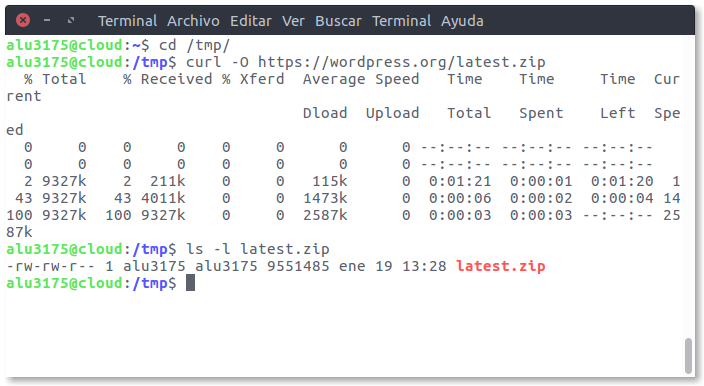 Terminal Archivo Editar Ver Buscar Terminal Ayuda
alu3175@cloud:~$ cd /tmp/
alu3175@cloud:/tmp$ curl -O https://wordpress.org/latest.zip
  % Total    % Received % Xferd  Average Speed   Time    Time     Time  Cur
rent
                                 Dload  Upload   Total   Spent    Left  Spe
ed
  0     0    0     0    0     0      0      0 --:--:-- --:--:-- --:--:--
  0     0    0     0    0     0      0      0 --:--:-- --:--:-- --:--:--
  2 9327k    2  211k    0     0   115k      0  0:01:21  0:00:01  0:01:20  1
 43 9327k   43 4011k    0     0  1473k      0  0:00:06  0:00:02  0:00:04 14
100 9327k  100 9327k    0     0  2587k      0  0:00:03  0:00:03 --:--:-- 25
87k
alu3175@cloud:/tmp$ ls -l latest.zip
-rw-rw-r-- 1 alu3175 alu3175 9551485 ene 19 13:28 latest.zip
alu3175@cloud:/tmp$